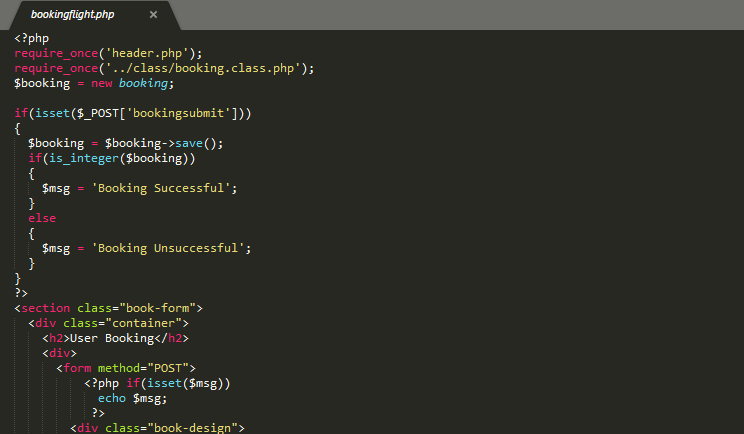 bookingflight.php ×
<?php
require_once('header.php');
require_once('../class/booking.class.php');
$booking = new booking;
if(isset($_POST['bookingsubmit']))
{
$booking = $booking->save();
if(is_integer($booking))
{
$msg = 'Booking Successful';
}
else
{
$msg = 'Booking Unsuccessful';
}
}
?>
<section class="book-form">
<div class="container">
<h2>User Booking</h2>
<div>
<form method="POST">
<?php if(isset($msg))
echo $msg;
?>
<div class="book-design">